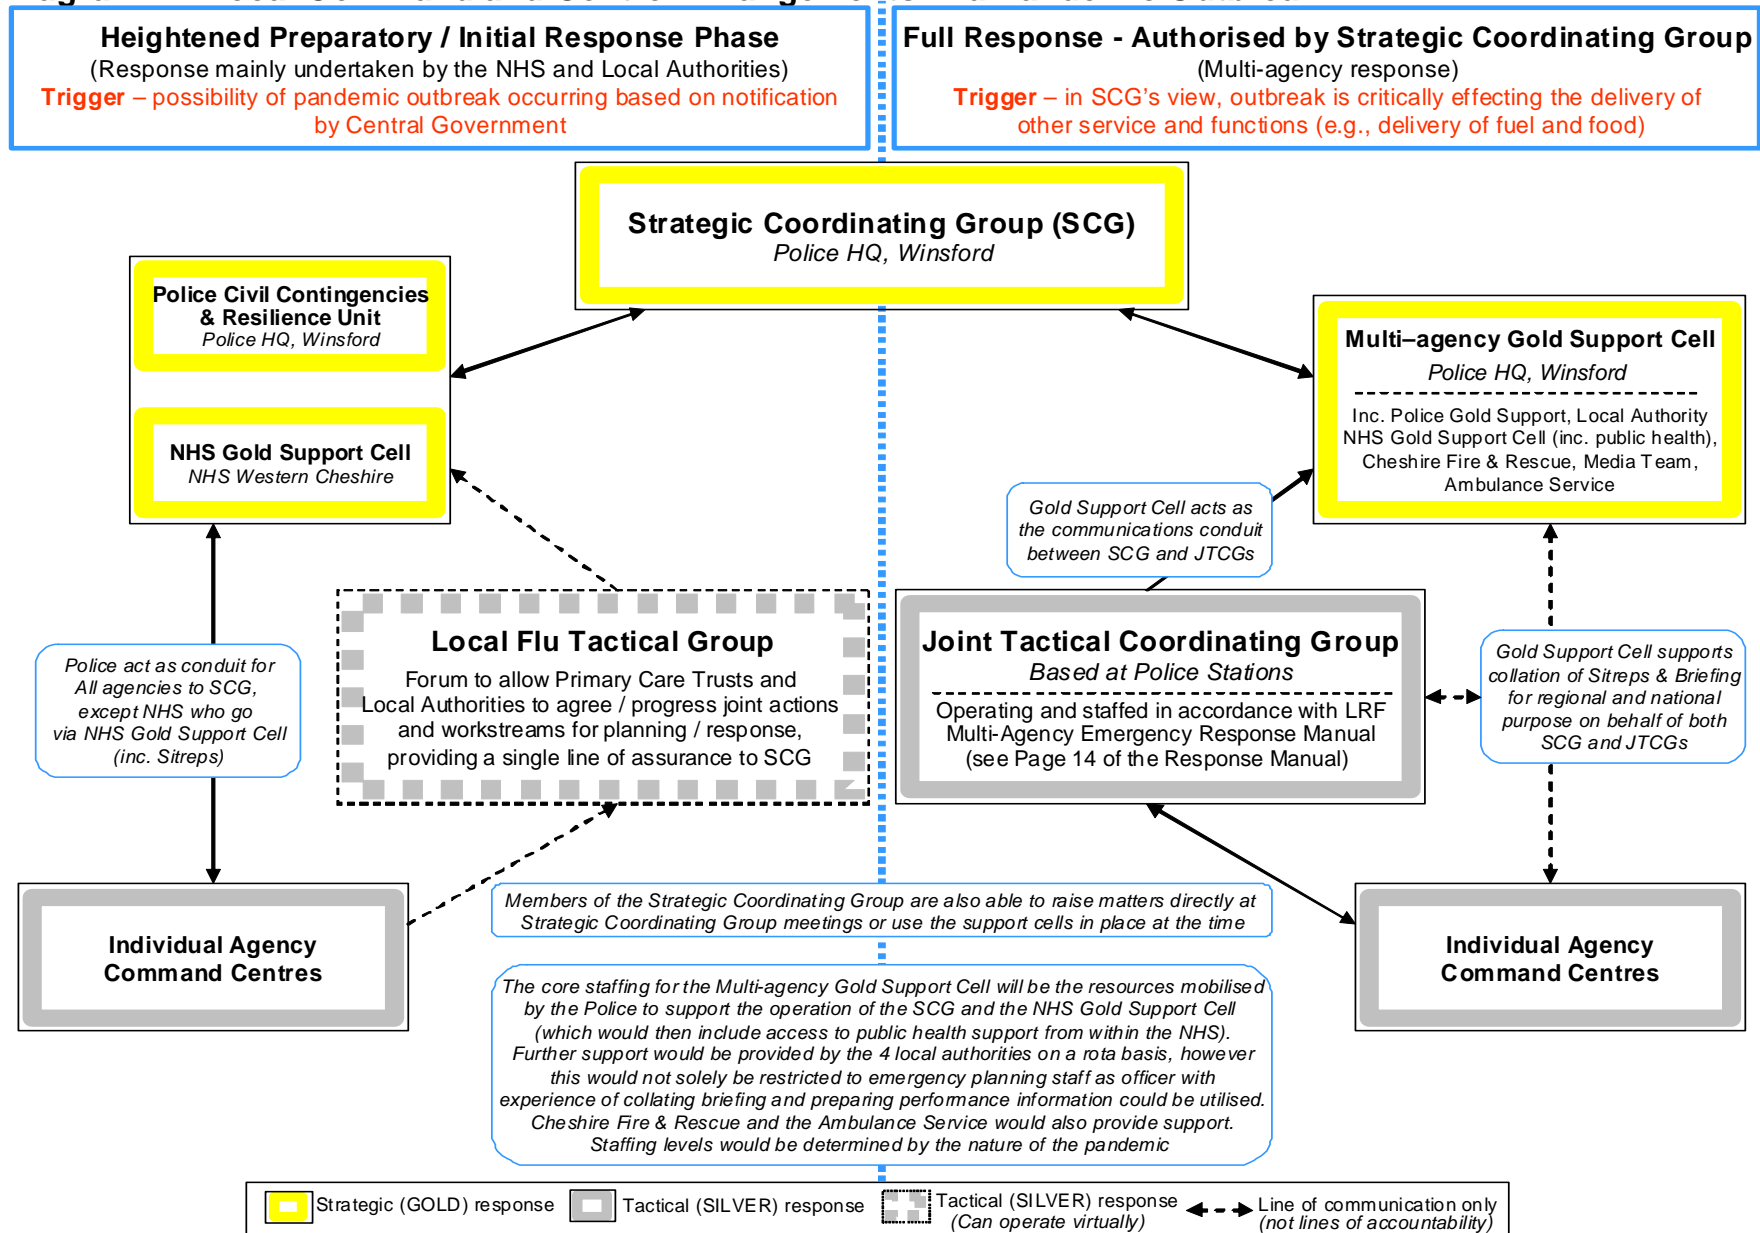 Heightened Preparatory / Initial Response Phase
(Response mainly undertaken by the NHS and Local Authorities)
Trigger – possibility of pandemic outbreak occurring based on notification
by Central Government
Full Response - Authorised by Strategic Coordinating Group
(Multi-agency response)
Trigger – in SCG's view, outbreak is critically effecting the delivery of
other service and functions (e.g., delivery of fuel and food)
Strategic Coordinating Group (SCG)
Police HQ, Winsford
Police Civil Contingencies
& Resilience Unit
Police HQ, Winsford
NHS Gold Support Cell
NHS Western Cheshire
Multi–agency Gold Support Cell
Police HQ, Winsford
Inc. Police Gold Support, Local Authority
NHS Gold Support Cell (inc. public health),
Cheshire Fire & Rescue, Media Team,
Ambulance Service
Gold Support Cell acts as
the communications conduit
between SCG and JTCGs
Police act as conduit for
All agencies to SCG,
except NHS who go
via NHS Gold Support Cell
(inc. Sitreps)
Local Flu Tactical Group
Forum to allow Primary Care Trusts and
Local Authorities to agree / progress joint actions
and workstreams for planning / response,
providing a single line of assurance to SCG
Joint Tactical Coordinating Group
Based at Police Stations
Operating and staffed in accordance with LRF
Multi-Agency Emergency Response Manual
(see Page 14 of the Response Manual)
Gold Support Cell supports
collation of Sitreps & Briefing
for regional and national
purpose on behalf of both
SCG and JTCGs
Individual Agency
Command Centres
Members of the Strategic Coordinating Group are also able to raise matters directly at
Strategic Coordinating Group meetings or use the support cells in place at the time
Individual Agency
Command Centres
The core staffing for the Multi-agency Gold Support Cell will be the resources mobilised
by the Police to support the operation of the SCG and the NHS Gold Support Cell
(which would then include access to public health support from within the NHS).
Further support would be provided by the 4 local authorities on a rota basis, however
this would not solely be restricted to emergency planning staff as officer with
experience of collating briefing and preparing performance information could be utilised.
Cheshire Fire & Rescue and the Ambulance Service would also provide support.
Staffing levels would be determined by the nature of the pandemic
Strategic (GOLD) response
Tactical (SILVER) response
Tactical (SILVER) response
(Can operate virtually)
Line of communication only
(not lines of accountability)